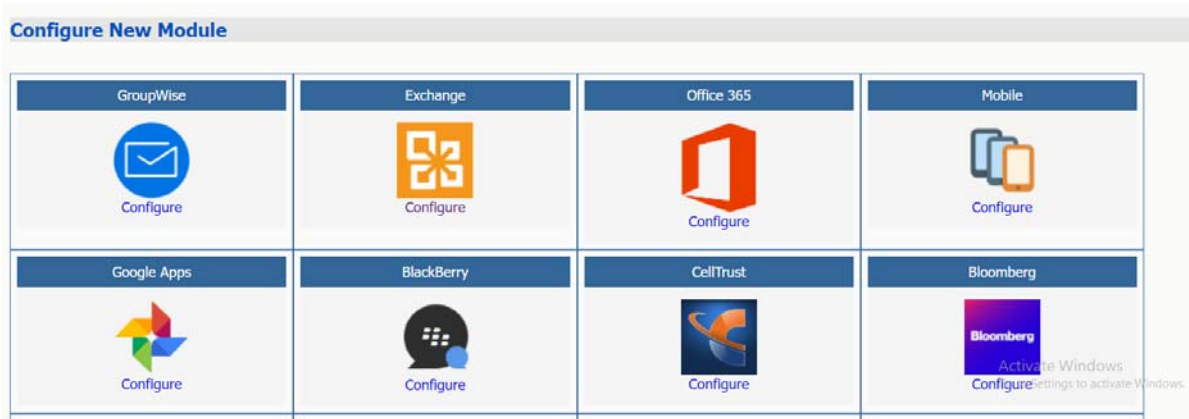 Configure New Module
GroupWise
Exchange
Office 365
Mobile
Configure
Configure
Configure
Configure
Google Apps
BlackBerry
CellTrust
Bloomberg
Bloomberg
Configure
Configure
Configure
Configure
Activate Windows
Settings to activate Windows.